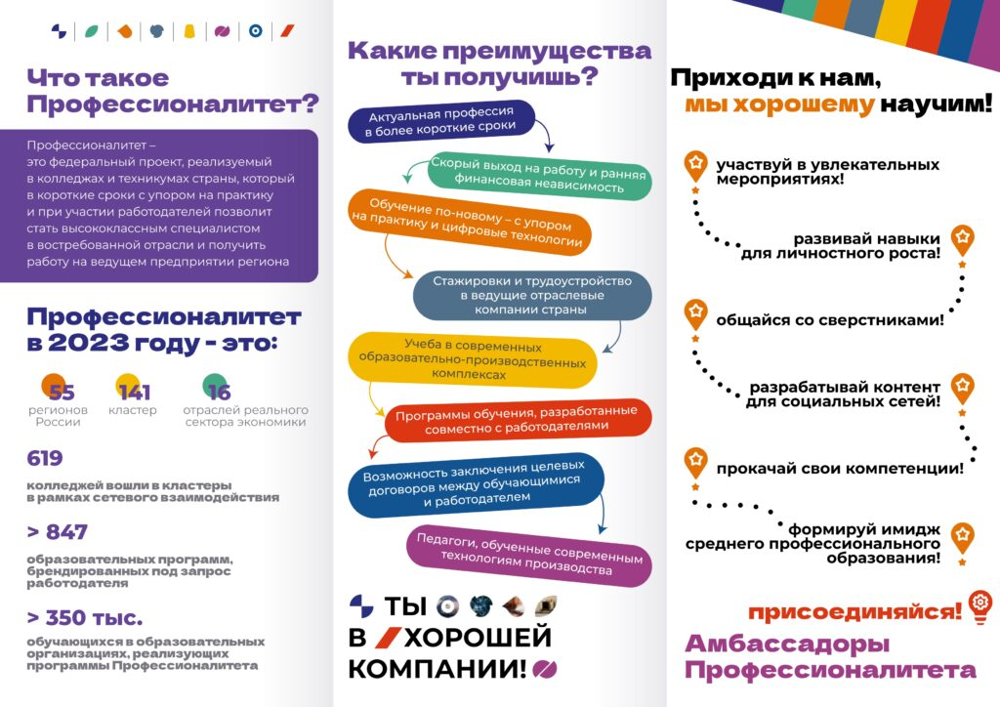 Что такое
Профессионалитет?
Профессионалитет –
это федеральный проект, реализуемый
в колледжах и техникумах страны, который
в короткие сроки с упором на практику
и при участии работодателей позволит
стать высококлассным специалистом
в востребованной отрасли и получить
работу на ведущем предприятии региона
Профессионалитет
в 2023 году - это:
55
регионов
России
141
кластер
16
отраслей реального
сектора экономики
619
колледжей вошли в кластеры
в рамках сетевого взаимодействия
> 847
образовательных программ,
брендированных под запрос
работодателя
> 350 тыс.
обучающихся в образовательных
организациях, реализующих
программы Профессионалитета
Какие преимущества
ты получишь?
Актуальная профессия
в более короткие сроки
Скорый выход на работу и ранняя
финансовая неависимость
Обучение по-новому – с упором
на практику и цифровые технологии
Стажировки и трудоустройство
в ведущие отраслевые
компании страны
Учеба в современных
образовательно-производственных
комплексах
Программы обучения, разработанные
совместно с работодателями
Возможность заключения целевых
договоров между обучающимися
и работодателем
Педагоги, обученные современным
технологиям производства
ТЫ
В ХОРОШЕЙ
КОМПАНИИ!
Приходи к нам,
мы хорошему научим!
участвуй в увлекательных
мероприятиях!
развивай навыки
для личностного роста!
общайся со сверстниками!
разрабатывай контент
для социальных сетей!
прокачай свои компетенции!
формируй имидж
среднего профессионального
образования!
присоединяйся!
Амбассадоры
Профессионалитета